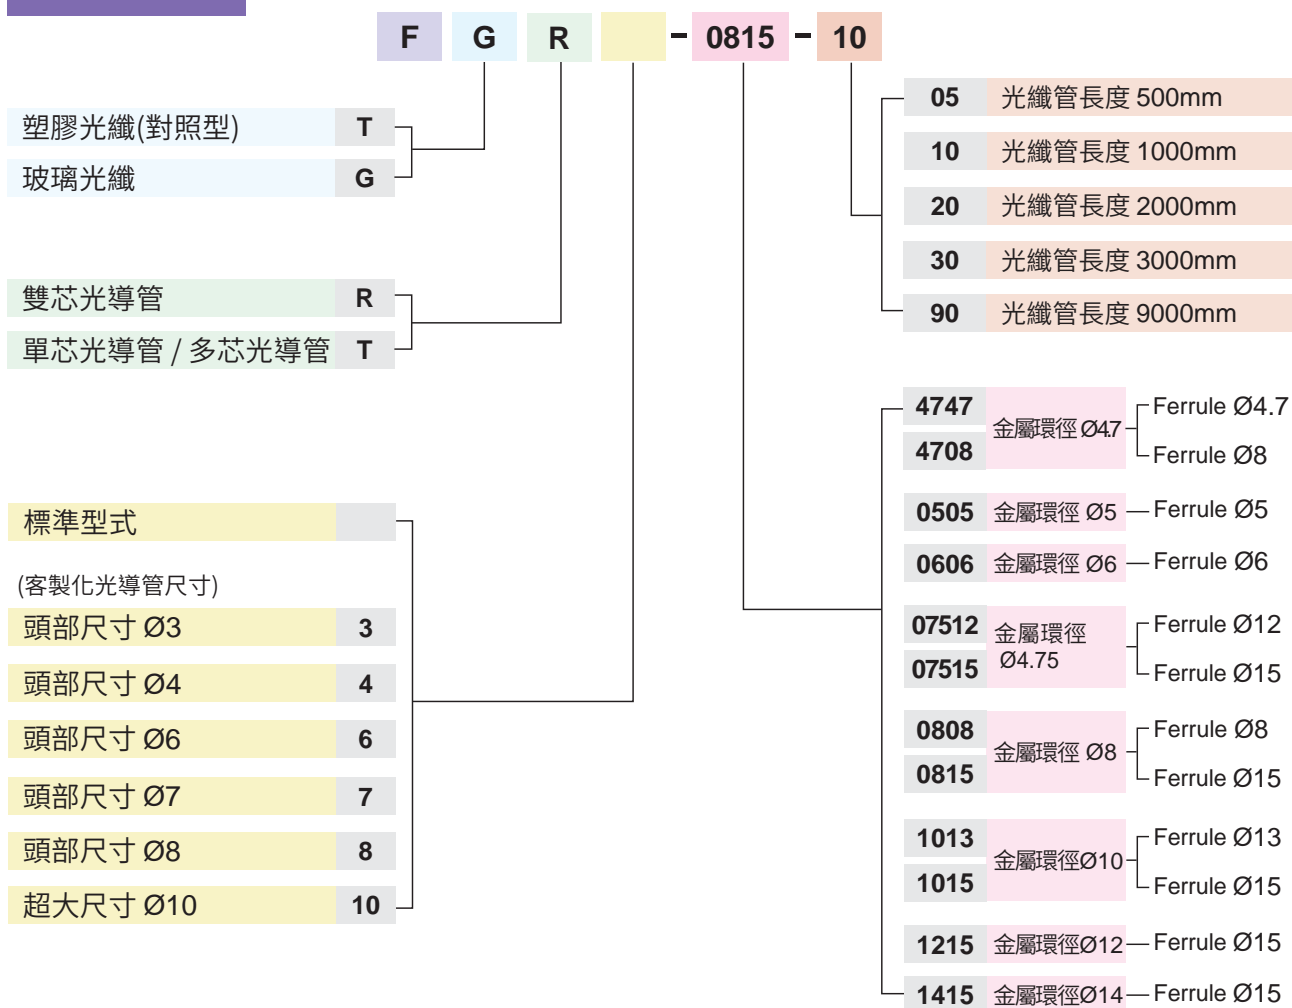 F G R - 0815 - 10
塑膠光纖(對照型) T
玻璃光纖 G
雙芯光導管 R
單芯光導管 / 多芯光導管 T
標準型式
(客製化光導管尺寸)
頭部尺寸 Ø3 3
頭部尺寸 Ø4 4
頭部尺寸 Ø6 6
頭部尺寸 Ø7 7
頭部尺寸 Ø8 8
超大尺寸 Ø10 10
05 光纖管長度 500mm
10 光纖管長度 1000mm
20 光纖管長度 2000mm
30 光纖管長度 3000mm
90 光纖管長度 9000mm
4747 金屬環徑 Ø4.7 Ferrule Ø4.7
4708 Ferrule Ø8
0505 金屬環徑 Ø5 Ferrule Ø5
0606 金屬環徑 Ø6 Ferrule Ø6
07512 金屬環徑 Ferrule Ø12
07515 Ø4.75 Ferrule Ø15
0808 金屬環徑 Ø8 Ferrule Ø8
0815 Ferrule Ø15
1013 金屬環徑Ø10 Ferrule Ø13
1015 Ferrule Ø15
1215 金屬環徑Ø12 Ferrule Ø15
1415 金屬環徑Ø14 Ferrule Ø15